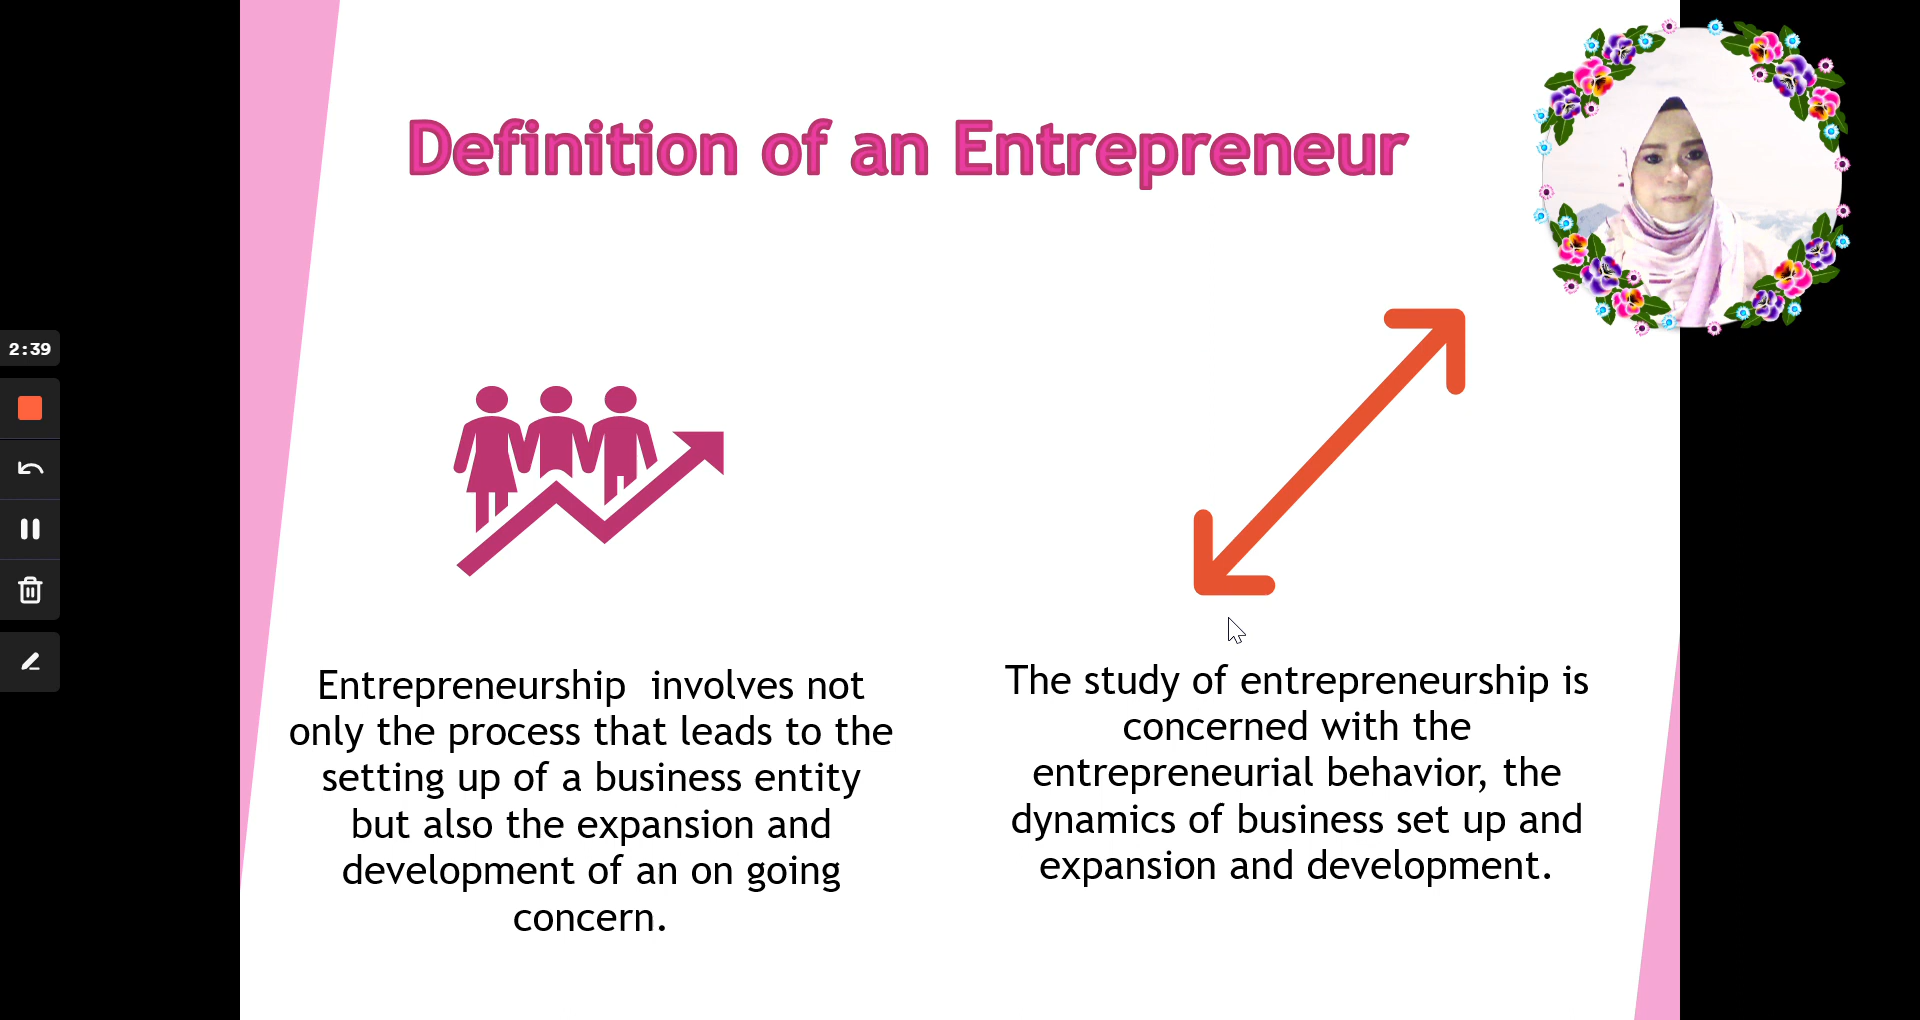 Definition of an Entrepreneur
2:39
Entrepreneurship  involves not
only the process that leads to the
setting up of a business entity
but also the expansion and
development of an on going
concern.
The study of entrepreneurship is
concerned with the
entrepreneurial behavior, the
dynamics of business set up and
expansion and development.